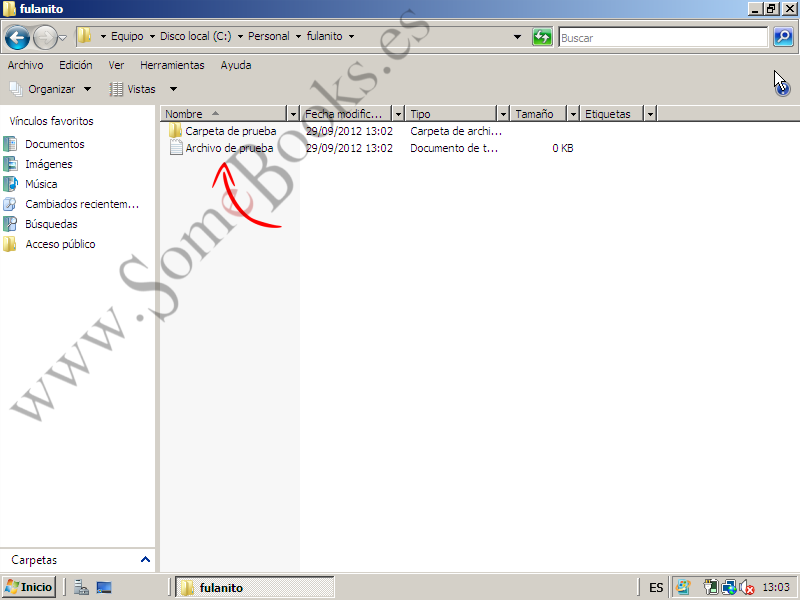 fulanito
Equipo Disco local (C:) Personal fulanito Buscar
Archivo Edición Ver Herramientas Ayuda
Organizar Vistas
Vínculos favoritos
Documentos
Imágenes
Música
Cambiados recientem...
Búsquedas
Acceso público
Nombre Fecha modific... Tipo Tamaño Etiquetas
Carpeta de prueba 29/09/2012 13:02 Carpeta de archi...
Archivo de prueba 29/09/2012 13:02 Documento de t... 0 KB
www.SomeBooks.es
Carpetas
Inicio fulanito ES 13:03